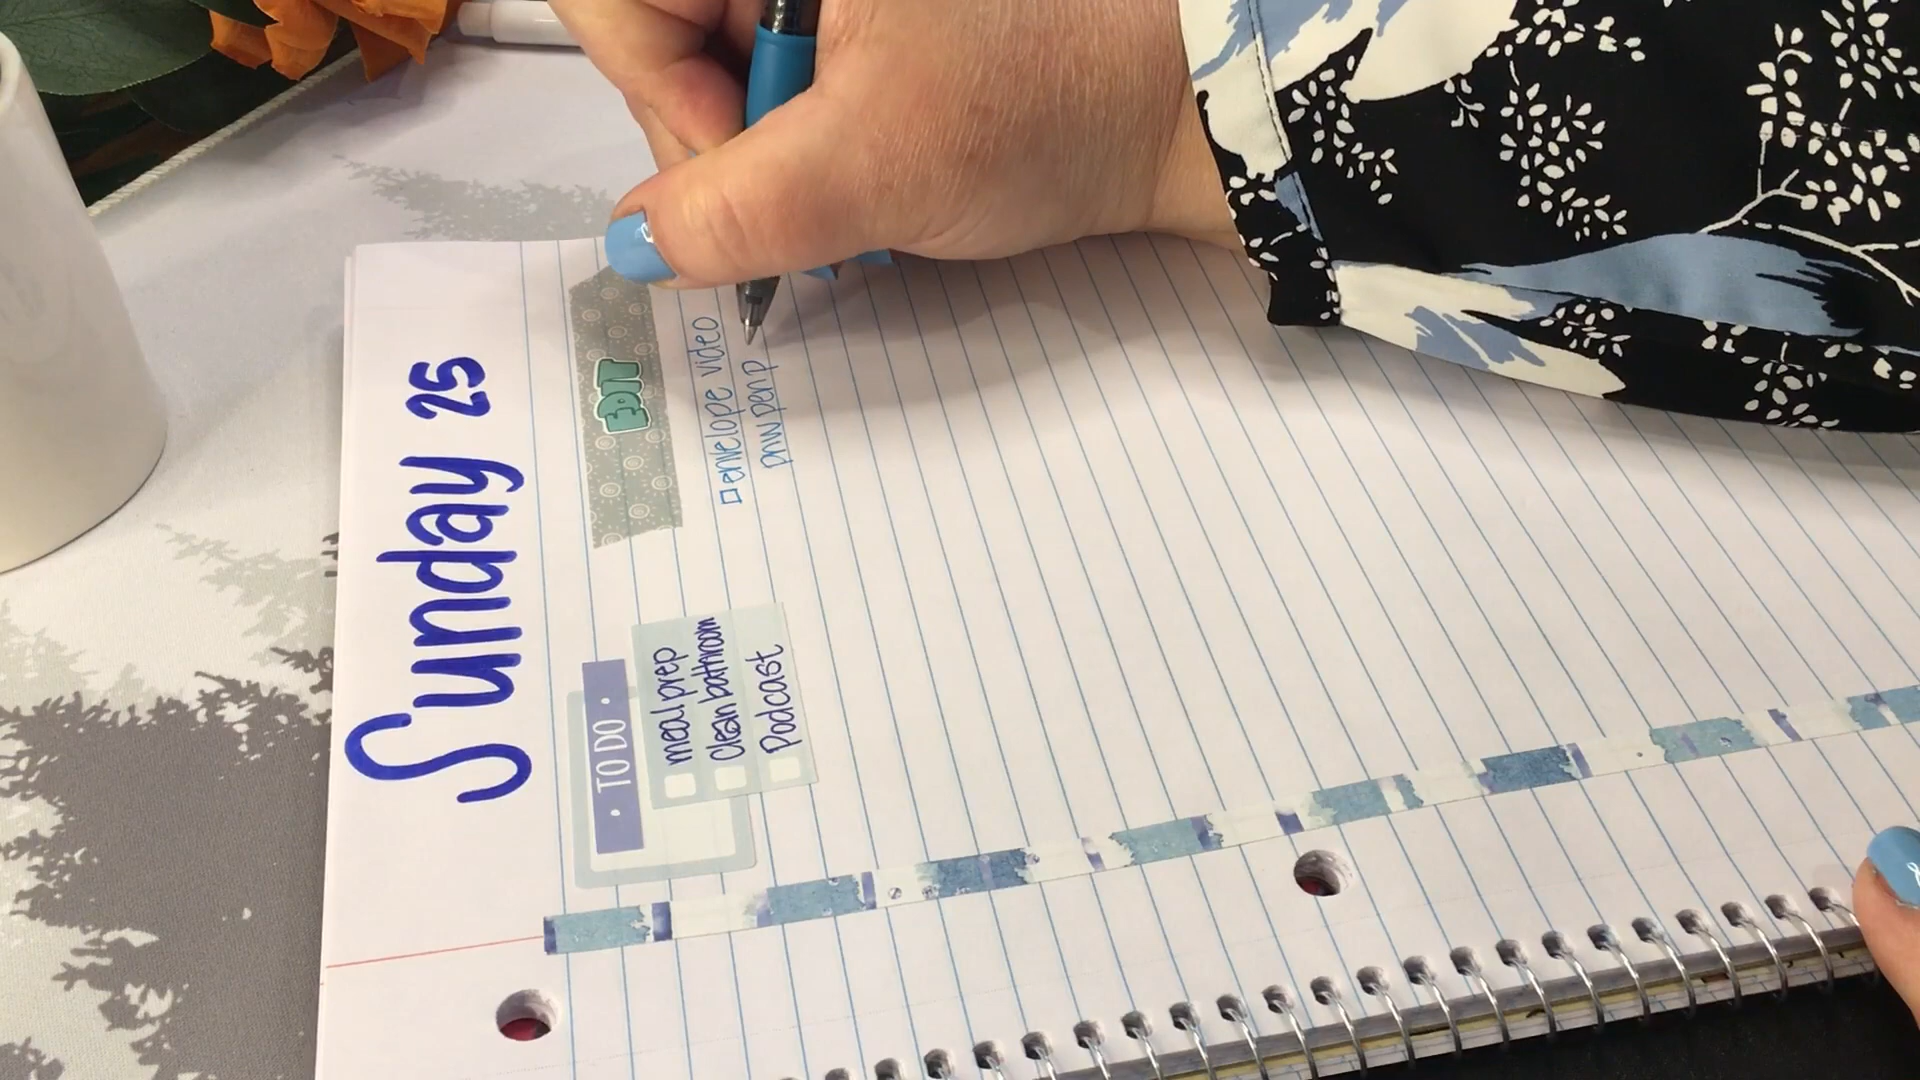 Sunday 25
EDIT
envelope video
pnw pen p
• TO DO •
meal prep
Clean bathroom
Podcast